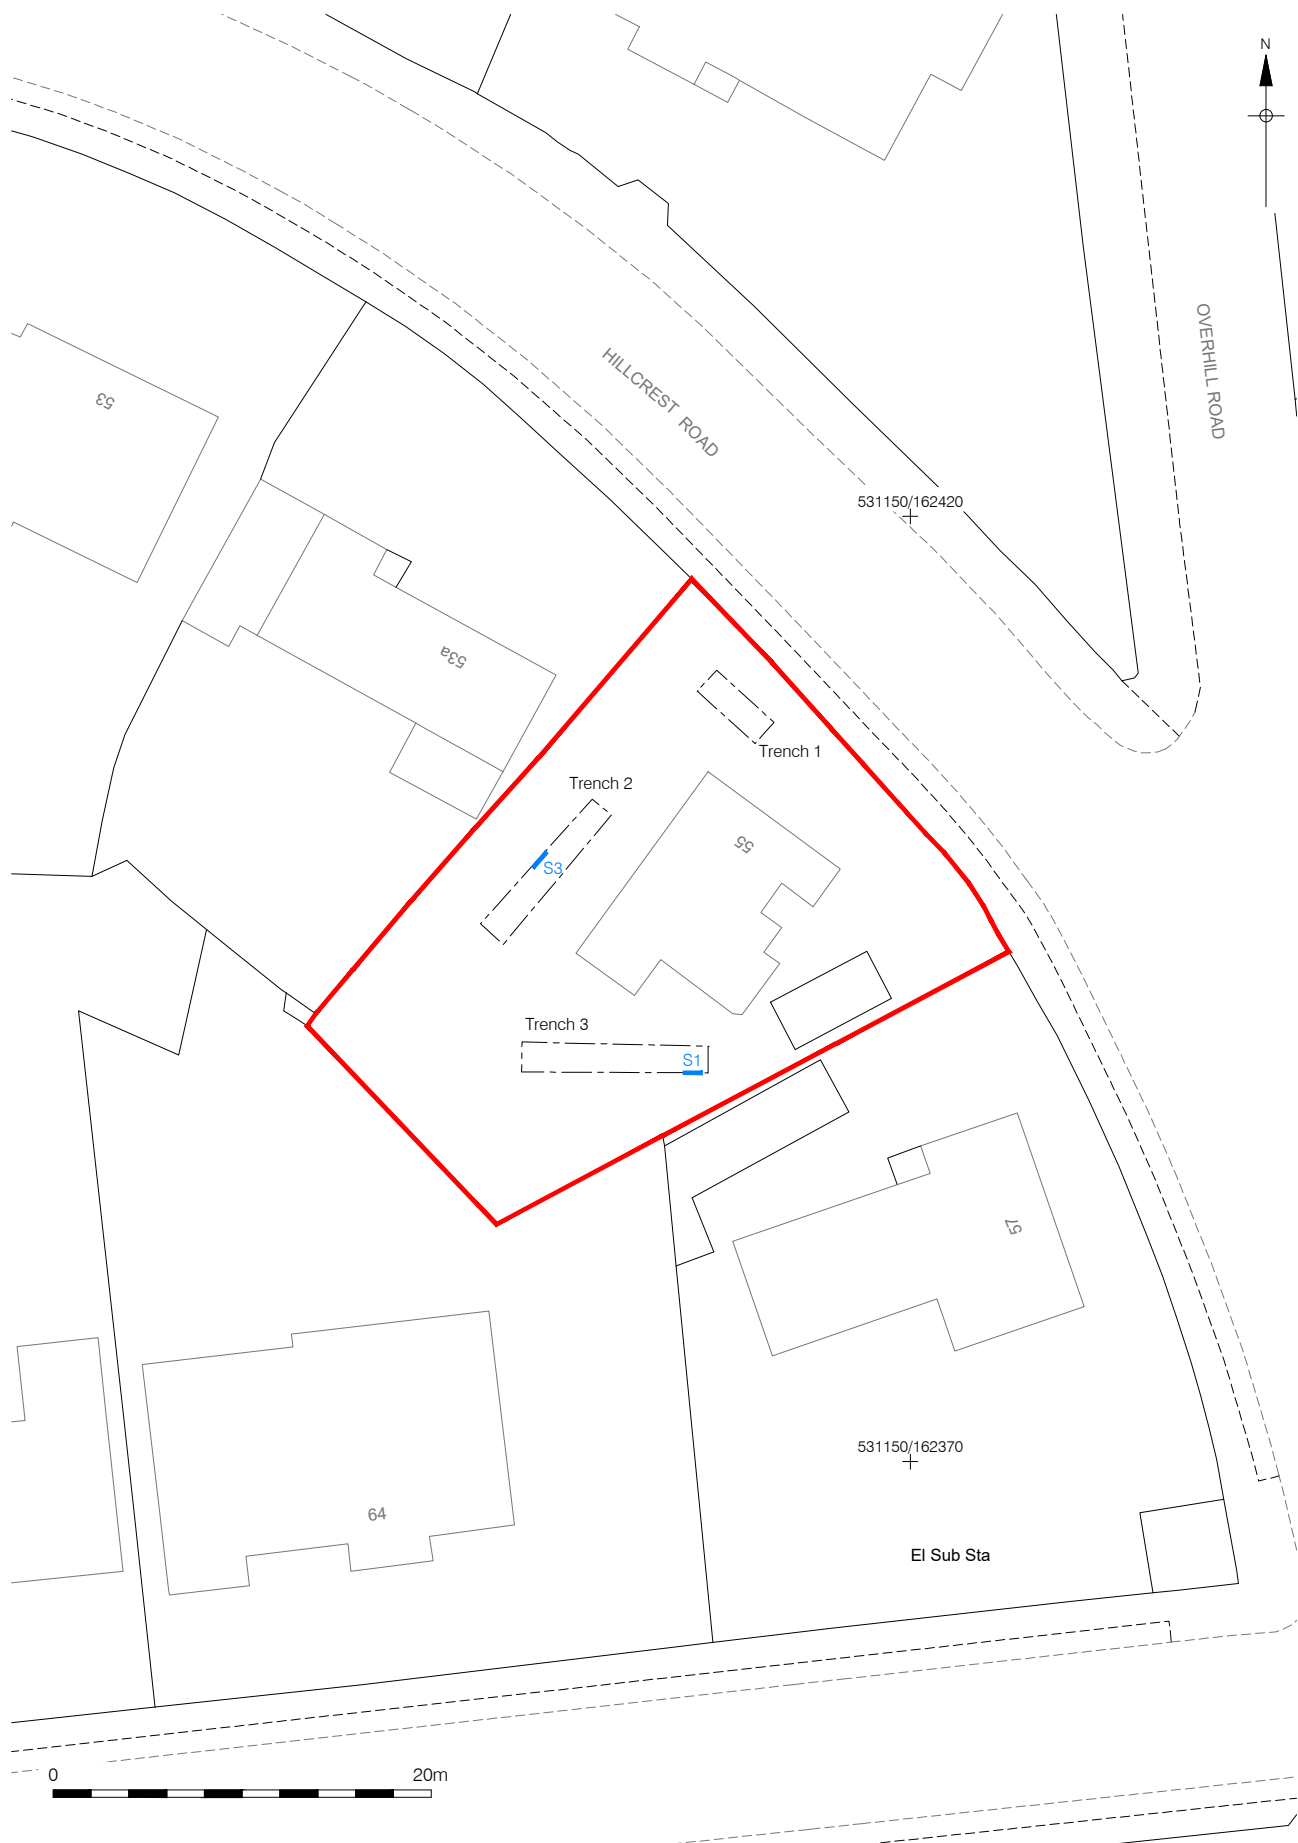 N
OVERHILL ROAD
HILLCREST ROAD
53
531150/162420
53a
Trench 1
Trench 2
55
S3
Trench 3
S1
57
531150/162370
64
El Sub Sta
0 20m